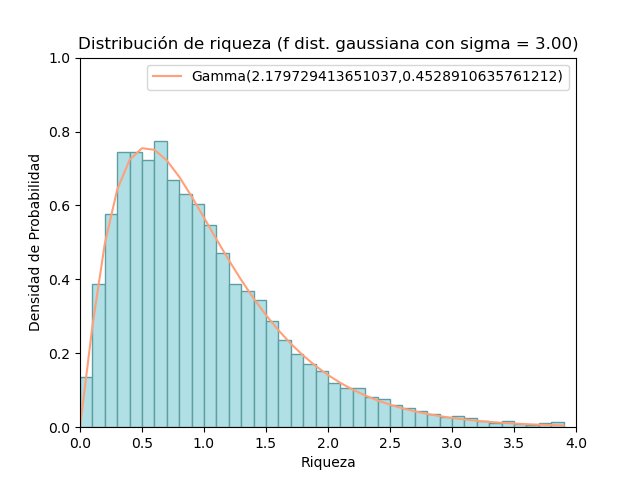 Distribución de riqueza (f dist. gaussiana con sigma = 3.00)
Gamma(2.179729413651037,0.4528910635761212)
Densidad de Probabilidad
1.0
0.8
0.6
0.4
0.2
0.0
0.0 0.5 1.0 1.5 2.0 2.5 3.0 3.5 4.0
Riqueza